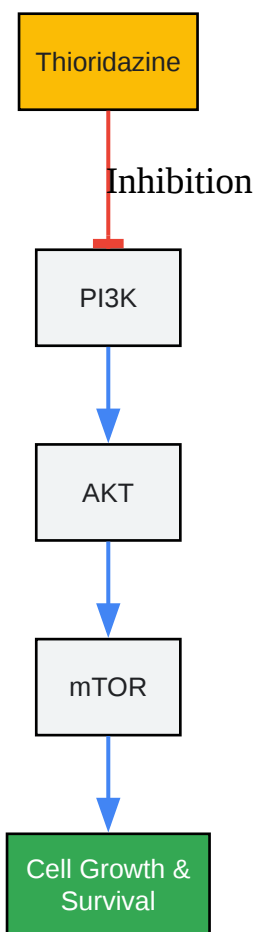 Thioridazine
Inhibition
PI3K
AKT
mTOR
Cell Growth &
Survival